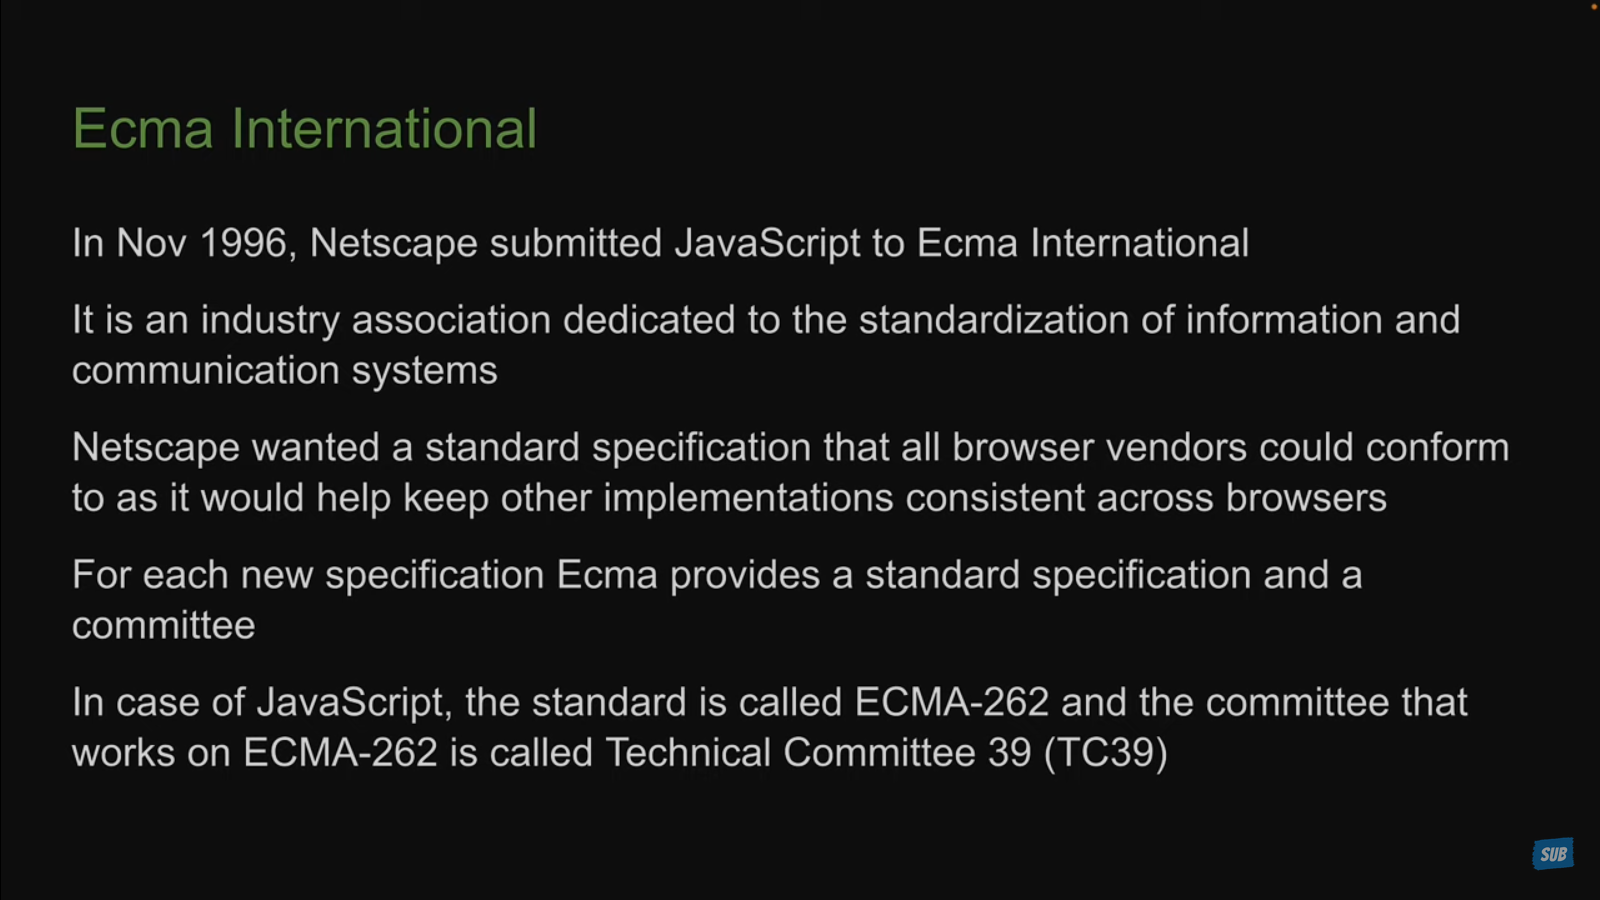 Ecma International
In Nov 1996, Netscape submitted JavaScript to Ecma International
It is an industry association dedicated to the standardization of information and
communication systems
Netscape wanted a standard specification that all browser vendors could conform
to as it would help keep other implementations consistent across browsers
For each new specification Ecma provides a standard specification and a
committee
In case of JavaScript, the standard is called ECMA-262 and the committee that
works on ECMA-262 is called Technical Committee 39 (TC39)
SUB